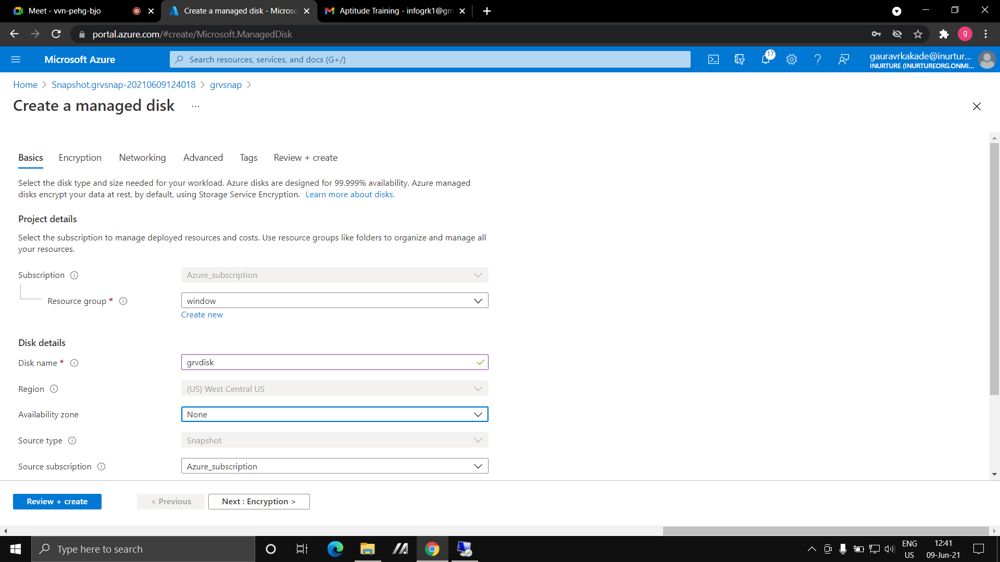 Meet - vvn-pehg-bjo
Create a managed disk - Microso
Aptitude Training - infogrk1@gm
portal.azure.com/#create/Microsoft.ManagedDisk
g
Microsoft Azure
Search resources, services, and docs (G+/)
17
gauravrkakade@inurtur...
INURTURE (INURTUREORG.ONMI...
Home > Snapshot.grvsnap-20210609124018 > grvsnap >
Create a managed disk ...
Basics Encryption Networking Advanced Tags Review + create
Select the disk type and size needed for your workload. Azure disks are designed for 99.999% availability. Azure managed
disks encrypt your data at rest, by default, using Storage Service Encryption. Learn more about disks.
Project details
Select the subscription to manage deployed resources and costs. Use resource groups like folders to organize and manage all
your resources.
Subscription Azure_subscription
Resource group * window
Create new
Disk details
Disk name * grvdisk
Region (US) West Central US
Availability zone None
Source type Snapshot
Source subscription Azure_subscription
Review + create < Previous Next : Encryption >
Type here to search
ENG
US
12:41
09-Jun-21